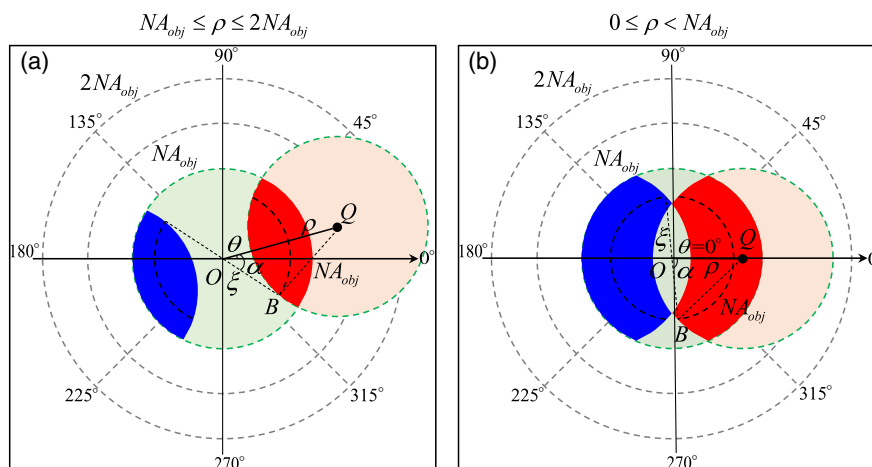 NA_obj ≤ ρ ≤ 2NA_obj
0 ≤ ρ < NA_obj
(a)
90°
2NA_obj
135°
45°
NA_obj
Q
ρ
θ
180°
0°
O
α
ξ
NA_obj
B
225°
315°
270°
(b)
90°
2NA_obj
135°
45°
NA_obj
ξ
θ=0°
Q
180°
0
O
α
ρ
NA_obj
B
225°
315°
270°